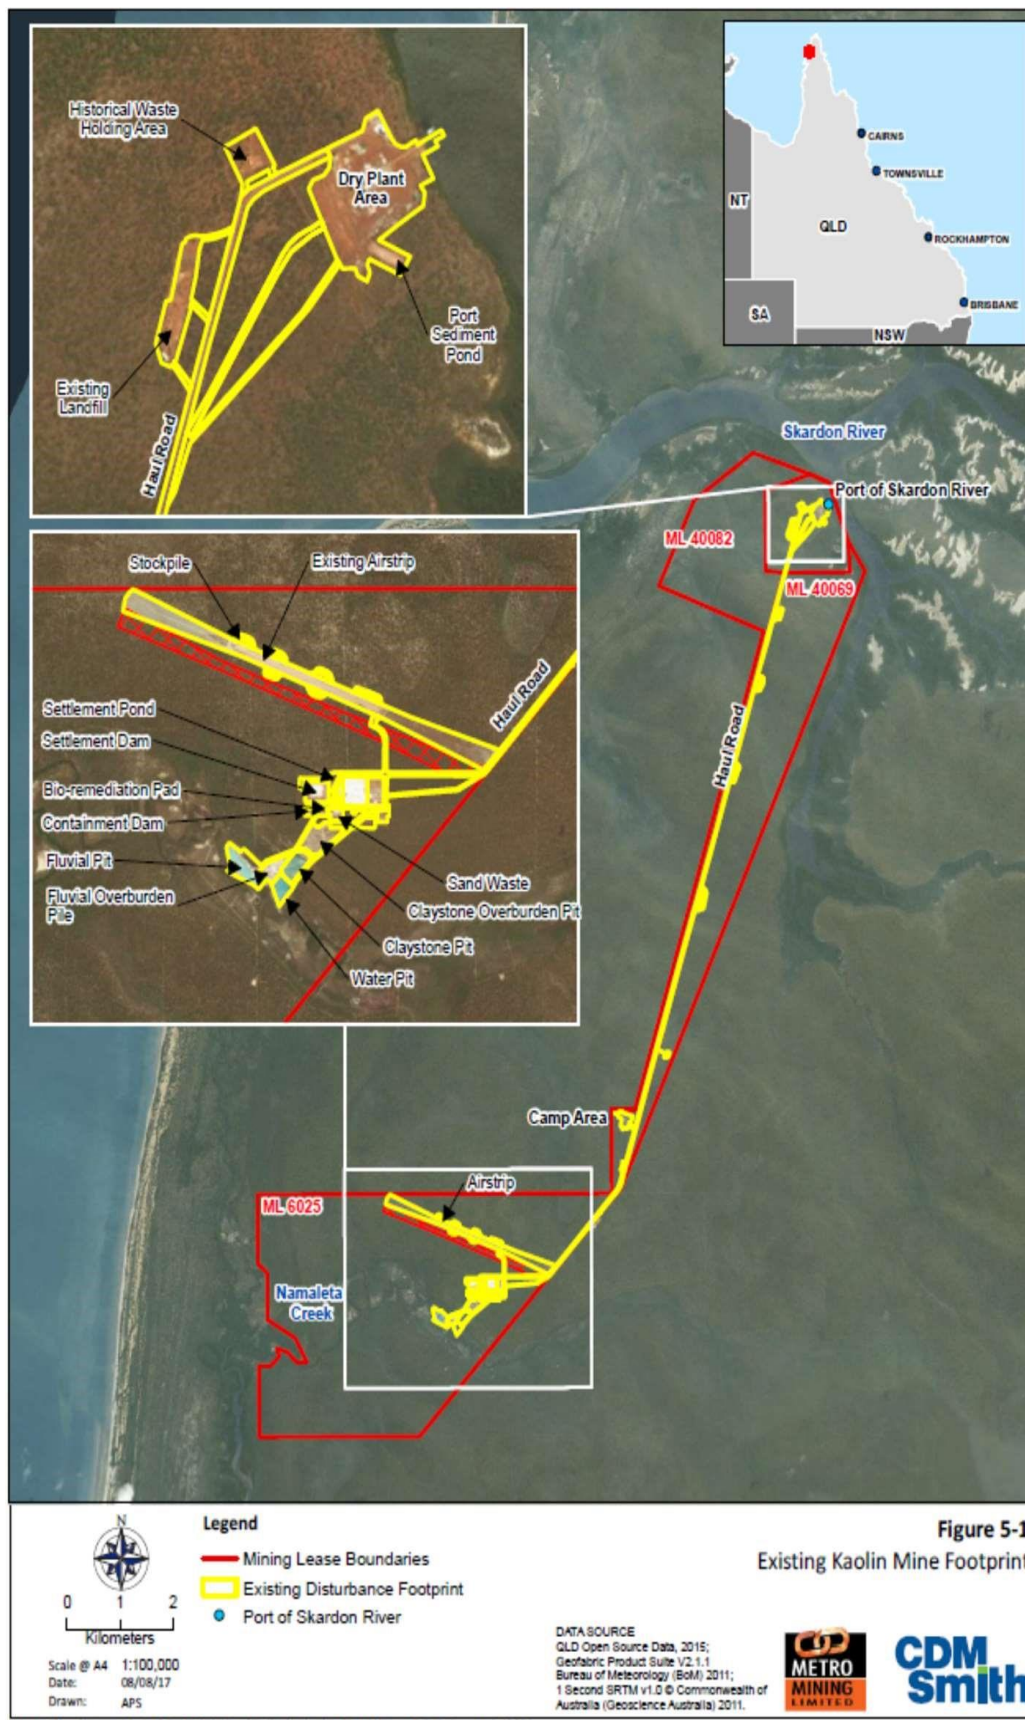 Historical Waste
Holding Area
Dry Plant
Area
Port
Sediment
Pond
Existing
Landfill
Haul Road
CAIRNS
TOWNSVILLE
NT
QLD
ROCKHAMPTON
BRISBANE
SA
NSW
Skardon River
Port of Skardon River
ML 40082
ML 40069
Haul Road
Stockpile
Existing Airstrip
Haul Road
Settlement Pond
Settlement Dam
Bio-remediation Pad
Containment Dam
Fluvial Pit
Fluvial Overburden
Pile
Sand Waste
Claystone Overburden Pit
Claystone Pit
Water Pit
Camp Area
Airstrip
ML 6025
Namaleta
Creek
N
0 1 2
Kilometers
Scale @ A4 1:100,000
Date: 08/08/17
Drawn: APS
Legend
Mining Lease Boundaries
Existing Disturbance Footprint
Port of Skardon River
Figure 5-1
Existing Kaolin Mine Footprint
DATA SOURCE
QLD Open Source Data, 2015;
Geofabric Product Suite V2.1.1
Bureau of Meteorology (BoM) 2011;
1 Second SRTM v1.0 © Commonwealth of
Australia (Geoscience Australia) 2011.
METRO
MINING
LIMITED
CDM
Smith